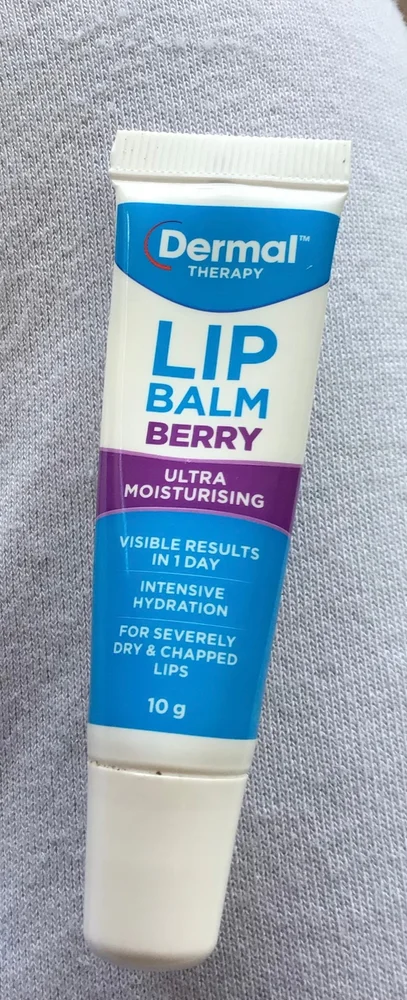 Dermal™
THERAPY
LIP
BALM
BERRY
ULTRA
MOISTURISING
VISIBLE RESULTS
IN 1 DAY
INTENSIVE
HYDRATION
FOR SEVERELY
DRY & CHAPPED
LIPS
10 g